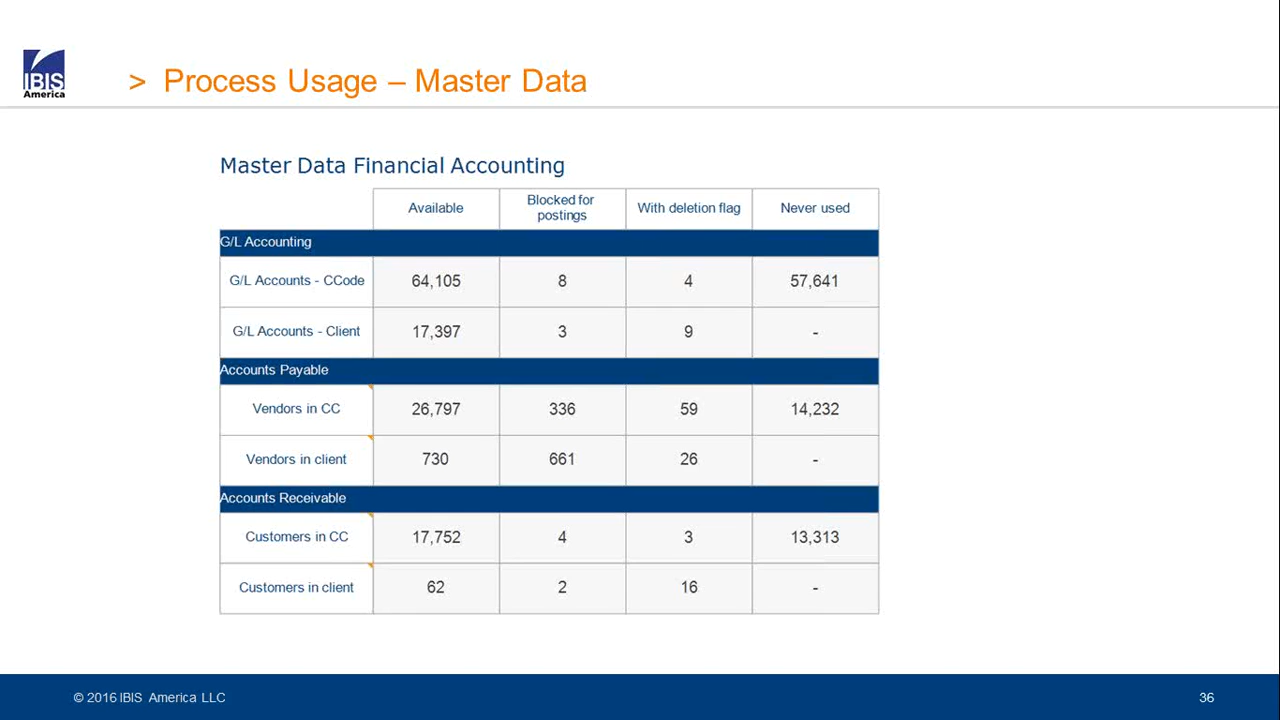 IBIS
America
> Process Usage – Master Data
Master Data Financial Accounting
Available Blocked for postings With deletion flag Never used
G/L Accounting
G/L Accounts - CCode 64,105 8 4 57,641
G/L Accounts - Client 17,397 3 9 -
Accounts Payable
Vendors in CC 26,797 336 59 14,232
Vendors in client 730 661 26 -
Accounts Receivable
Customers in CC 17,752 4 3 13,313
Customers in client 62 2 16 -
© 2016 IBIS America LLC 36